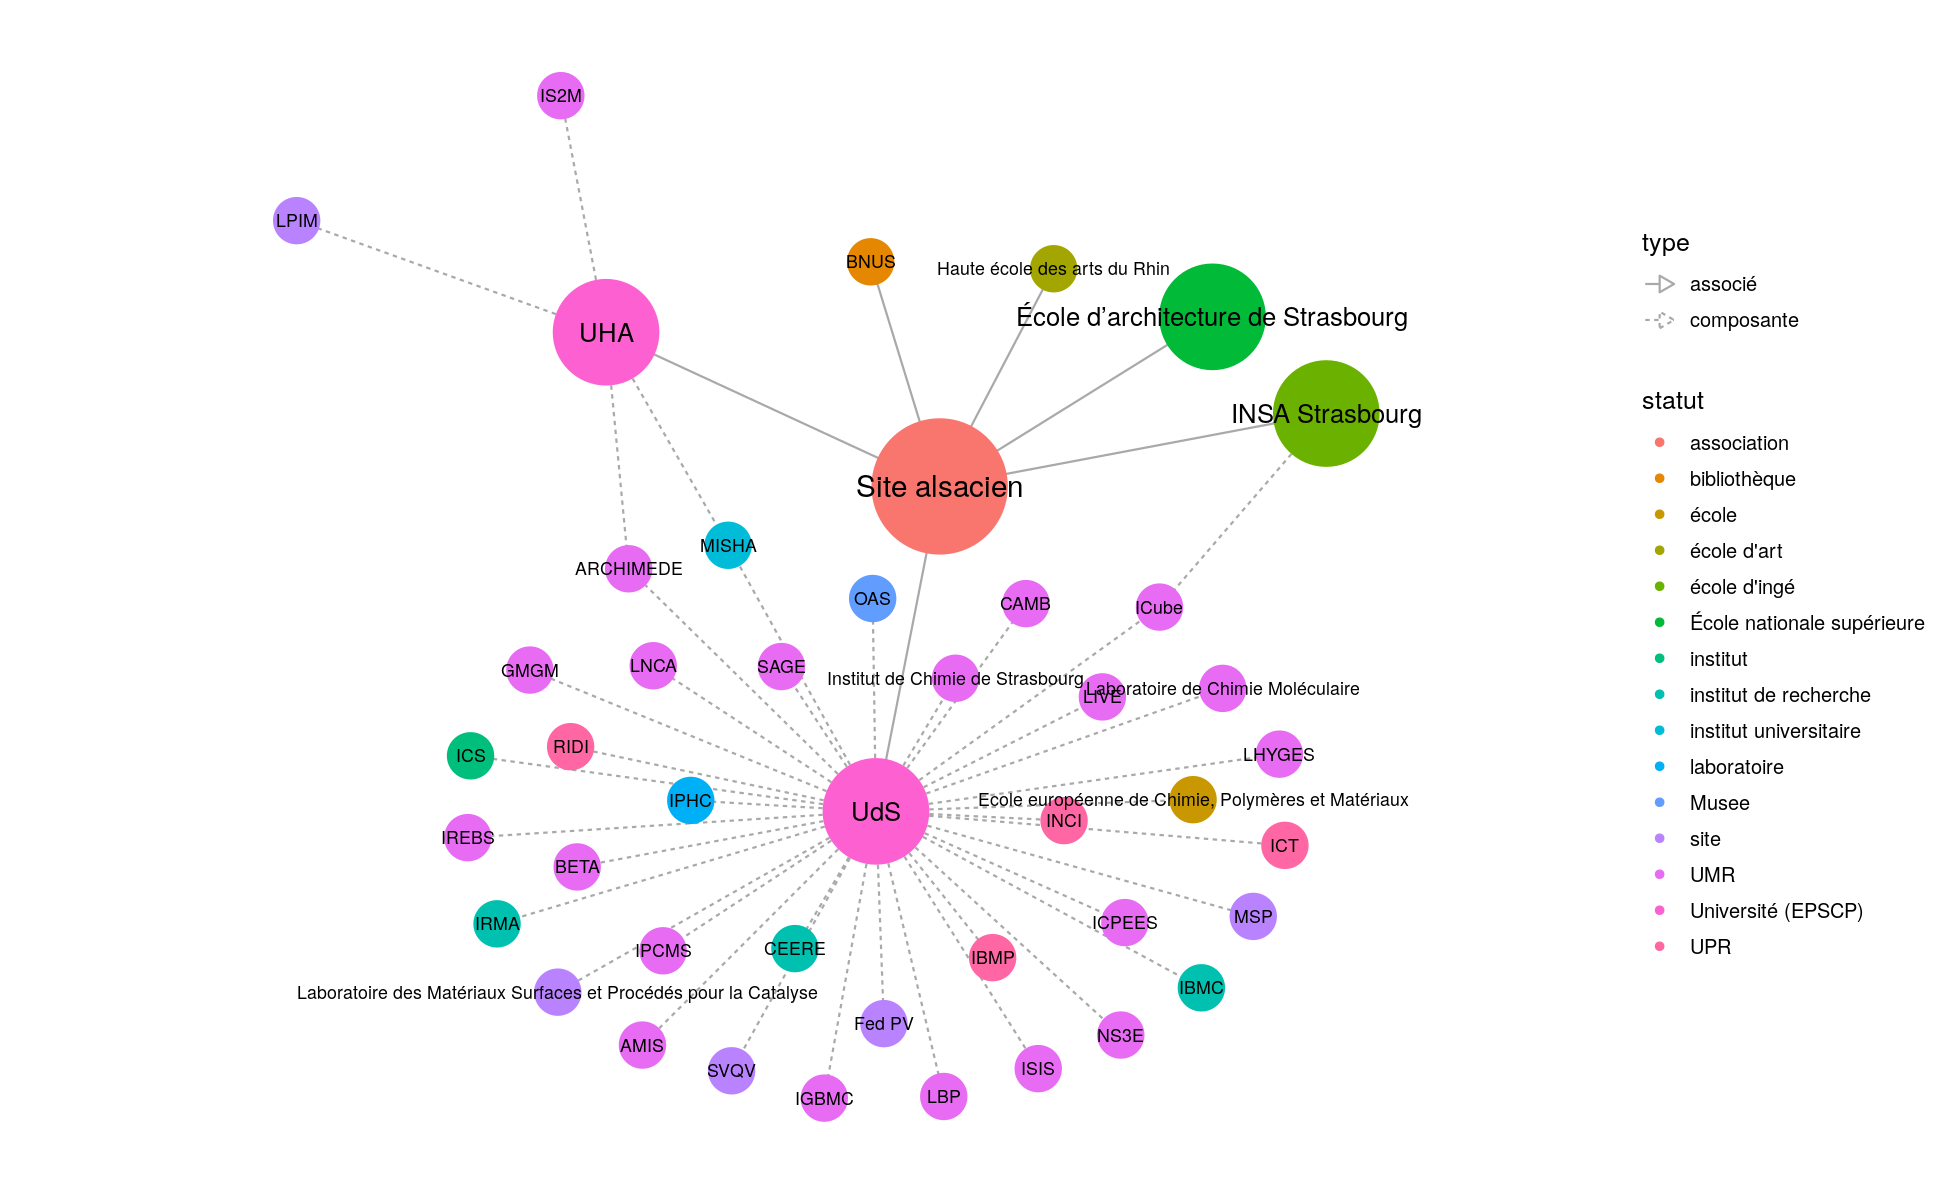 IS2M
LPIM
BNUS
Haute école des arts du Rhin
École d’architecture de Strasbourg
UHA
INSA Strasbourg
Site alsacien
MISHA
ARCHIMEDE
OAS
CAMB
ICube
GMGM
LNCA
SAGE
Institut de Chimie de Strasbourg
LIVE
Laboratoire de Chimie Moléculaire
ICS
RIDI
LHYGES
IPHC
Ecole européenne de Chimie, Polymères et Matériaux
UdS
INCI
IREBS
ICT
BETA
IRMA
MSP
ICPEES
IPCMS
CEERE
IBMP
IBMC
Laboratoire des Matériaux Surfaces et Procédés pour la Catalyse
Fed PV
NS3E
AMIS
SVQV
ISIS
IGBMC
LBP
type
associé
composante
statut
association
bibliothèque
école
école d'art
école d'ingé
École nationale supérieure
institut
institut de recherche
institut universitaire
laboratoire
Musee
site
UMR
Université (EPSCP)
UPR